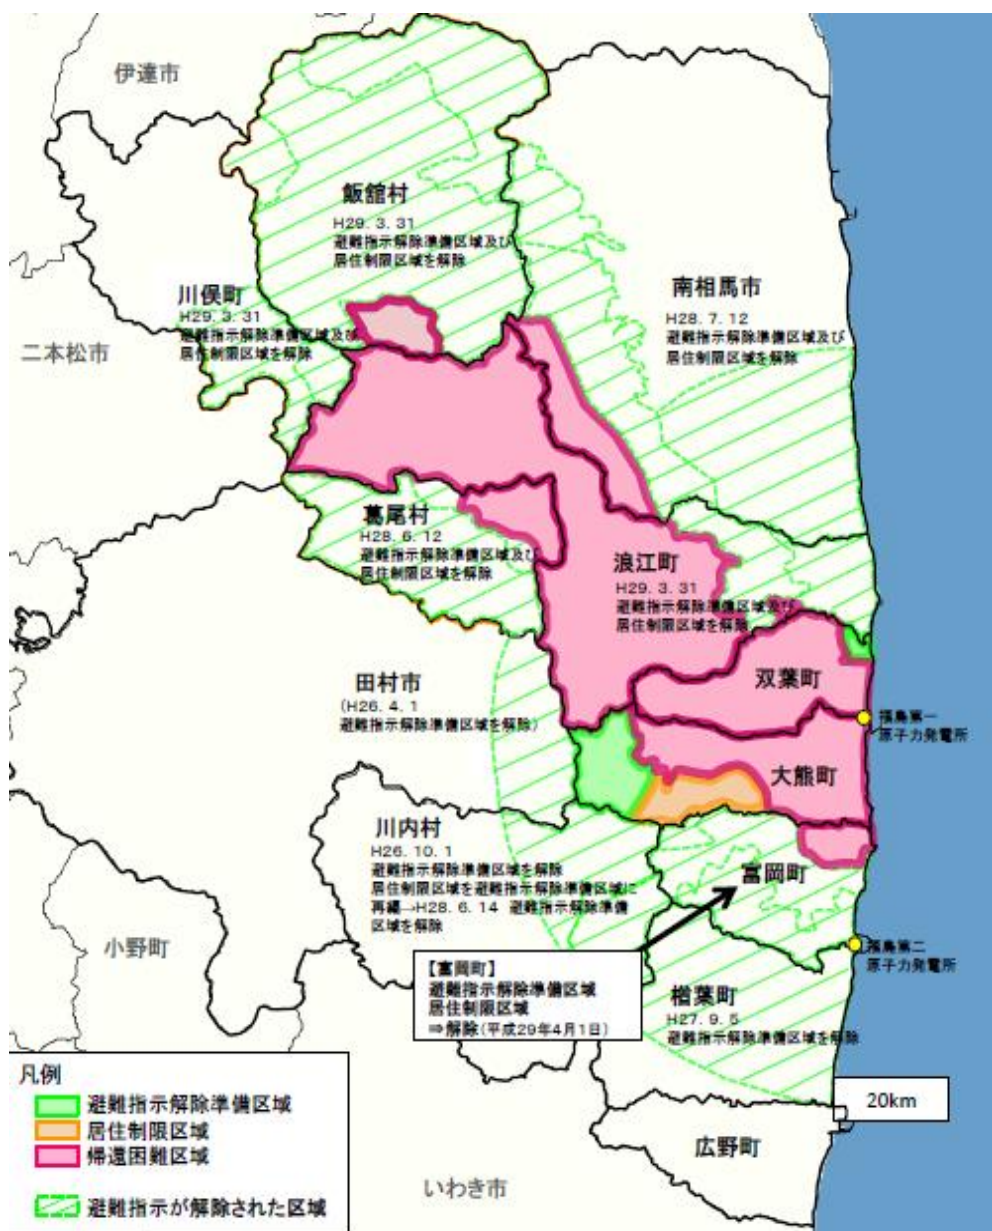 伊達市
飯舘村
H29.3.31
避難指示解除準備区域及び
居住制限区域を解除
川俣町
H29.3.31
避難指示解除準備区域及び
居住制限区域を解除
二本松市
南相馬市
H28.7.12
避難指示解除準備区域及び
居住制限区域を解除
葛尾村
H28.6.12
避難指示解除準備区域及び
居住制限区域を解除
浪江町
H29.3.31
避難指示解除準備区域及び
居住制限区域を解除
田村市
(H26.4.1
避難指示解除準備区域を解除)
双葉町
福島第一
原子力発電所
大熊町
川内村
H26.10.1
避難指示解除準備区域を解除
居住制限区域を避難指示解除準備区域に
再編→H28.6.14 避難指示解除準備
区域を解除
富岡町
小野町
福島第二
原子力発電所
【富岡町】
避難指示解除準備区域
居住制限区域
⇒解除(平成29年4月1日)
楢葉町
H27.9.5
避難指示解除準備区域を解除
20km
広野町
いわき市
凡例
避難指示解除準備区域
居住制限区域
帰還困難区域
避難指示が解除された区域